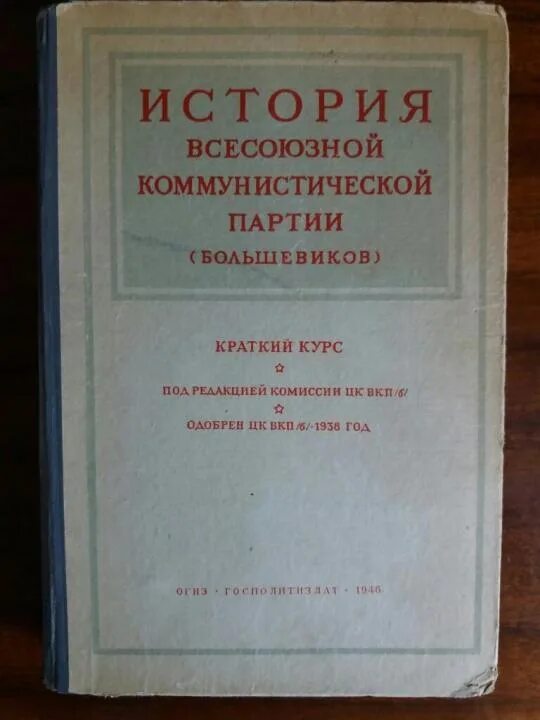 ИСТОРИЯ
ВСЕСОЮЗНОЙ
КОММУНИСТИЧЕСКОЙ
ПАРТИИ
(БОЛЬШЕВИКОВ)
КРАТКИЙ КУРС
ПОД РЕДАКЦИЕЙ КОМИССИИ ЦК ВКП/б/
ОДОБРЕН ЦК ВКП/б/·1938 ГОД
ОГИЗ · ГОСПОЛИТИЗДАТ · 1946